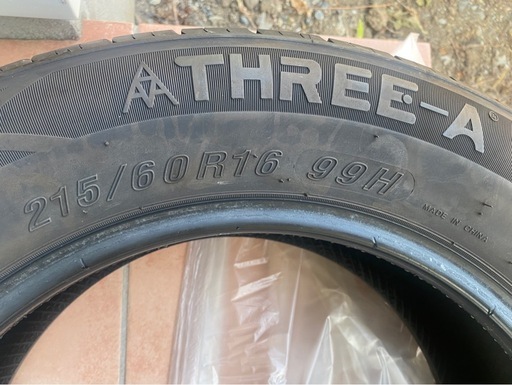 THREE-A
215/60R16 99H
MADE IN CHINA